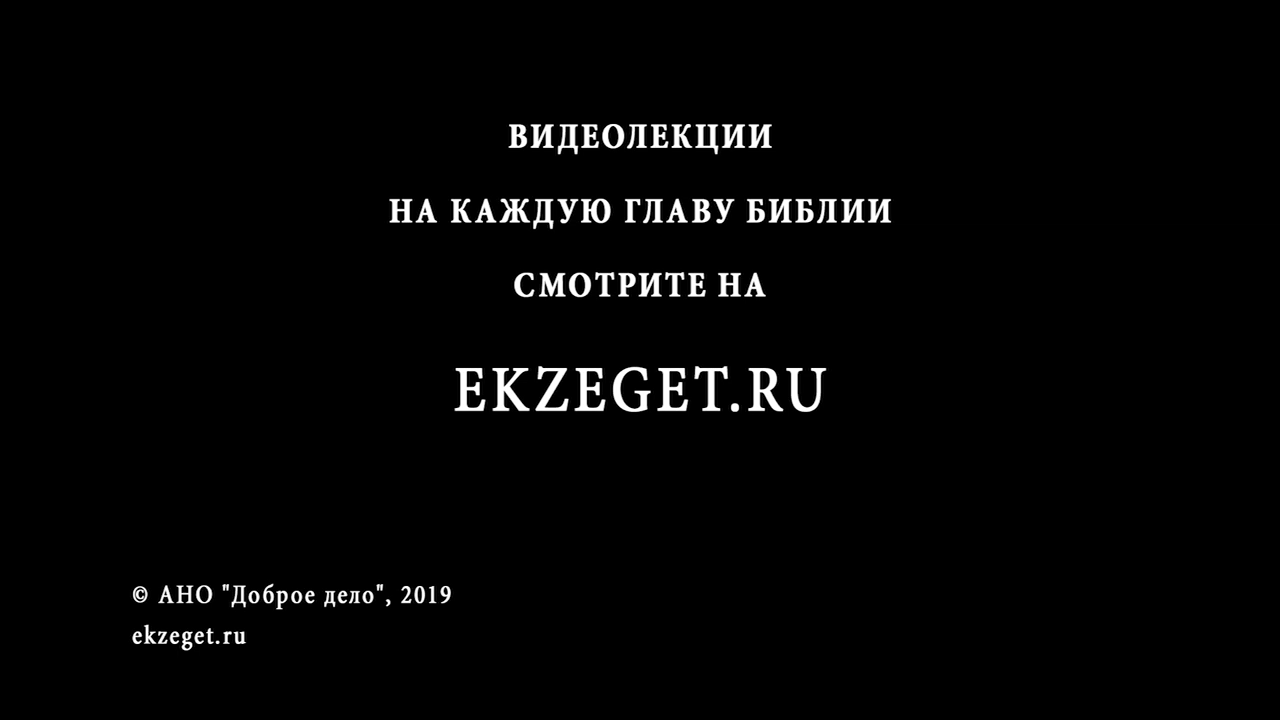 ВИДЕОЛЕКЦИИ
НА КАЖДУЮ ГЛАВУ БИБЛИИ
СМОТРИТЕ НА
EKZEGET.RU
© АНО "Доброе дело", 2019
ekzeget.ru